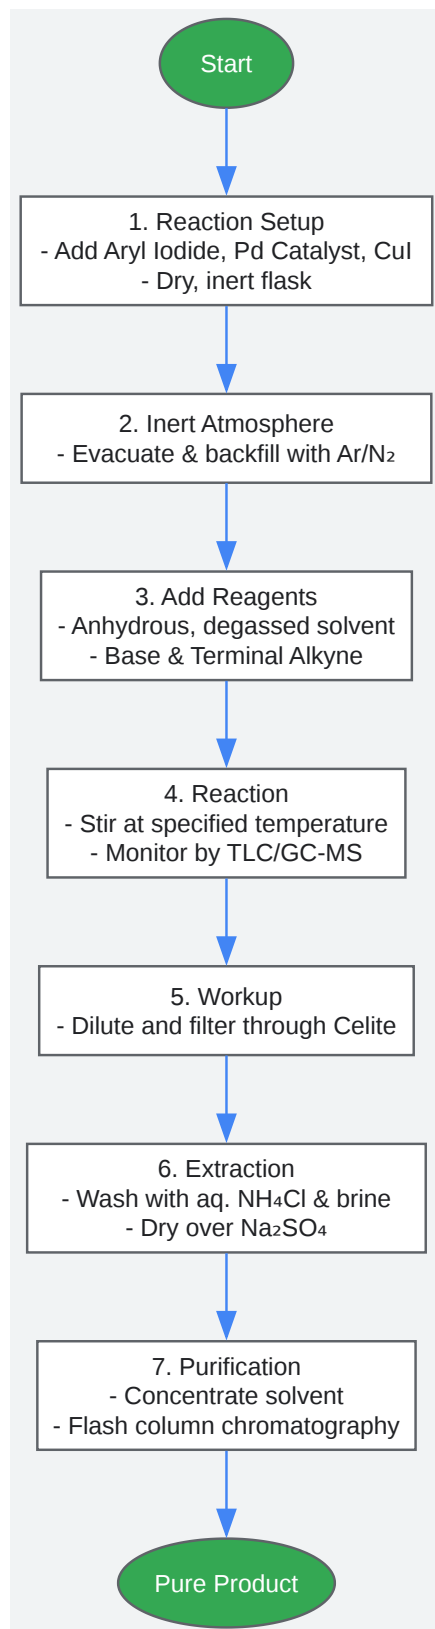 Start
1. Reaction Setup
- Add Aryl Iodide, Pd Catalyst, CuI
- Dry, inert flask
2. Inert Atmosphere
- Evacuate & backfill with Ar/N₂
3. Add Reagents
- Anhydrous, degassed solvent
- Base & Terminal Alkyne
4. Reaction
- Stir at specified temperature
- Monitor by TLC/GC-MS
5. Workup
- Dilute and filter through Celite
6. Extraction
- Wash with aq. NH₄Cl & brine
- Dry over Na₂SO₄
7. Purification
- Concentrate solvent
- Flash column chromatography
Pure Product